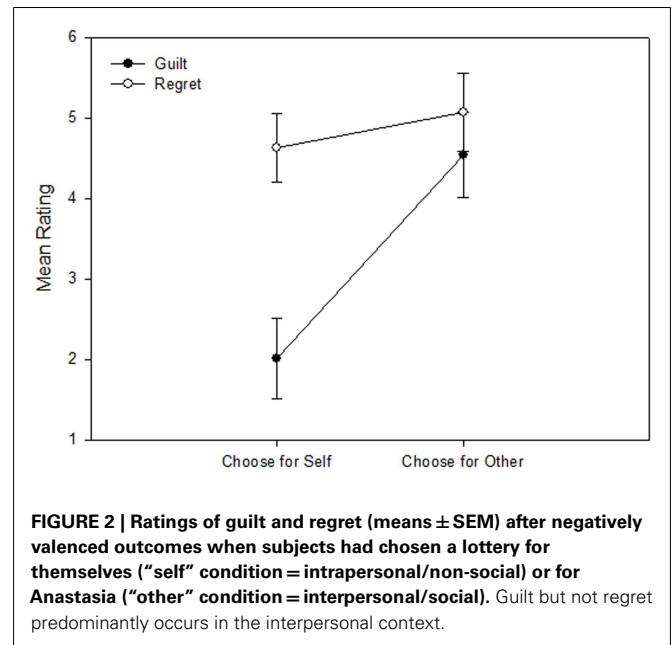 6
Guilt
Regret
5
4
Mean Rating
3
2
1
Choose for Self
Choose for Other
FIGURE 2 | Ratings of guilt and regret (means ± SEM) after negatively
valenced outcomes when subjects had chosen a lottery for
themselves (“self” condition = intrapersonal/non-social) or for
Anastasia (“other” condition = interpersonal/social). Guilt but not regret
predominantly occurs in the interpersonal context.